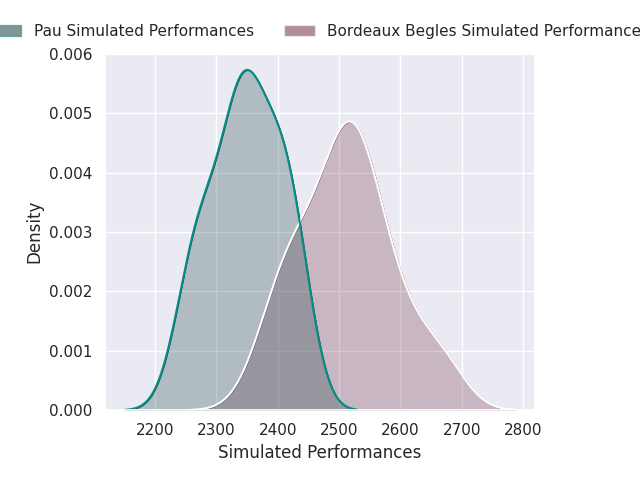 Pau Simulated Performances
Bordeaux Begles Simulated Performance
0.006
0.005
0.004
0.003
0.002
0.001
0.000
Density
2200 2300 2400 2500 2600 2700 2800
Simulated Performances